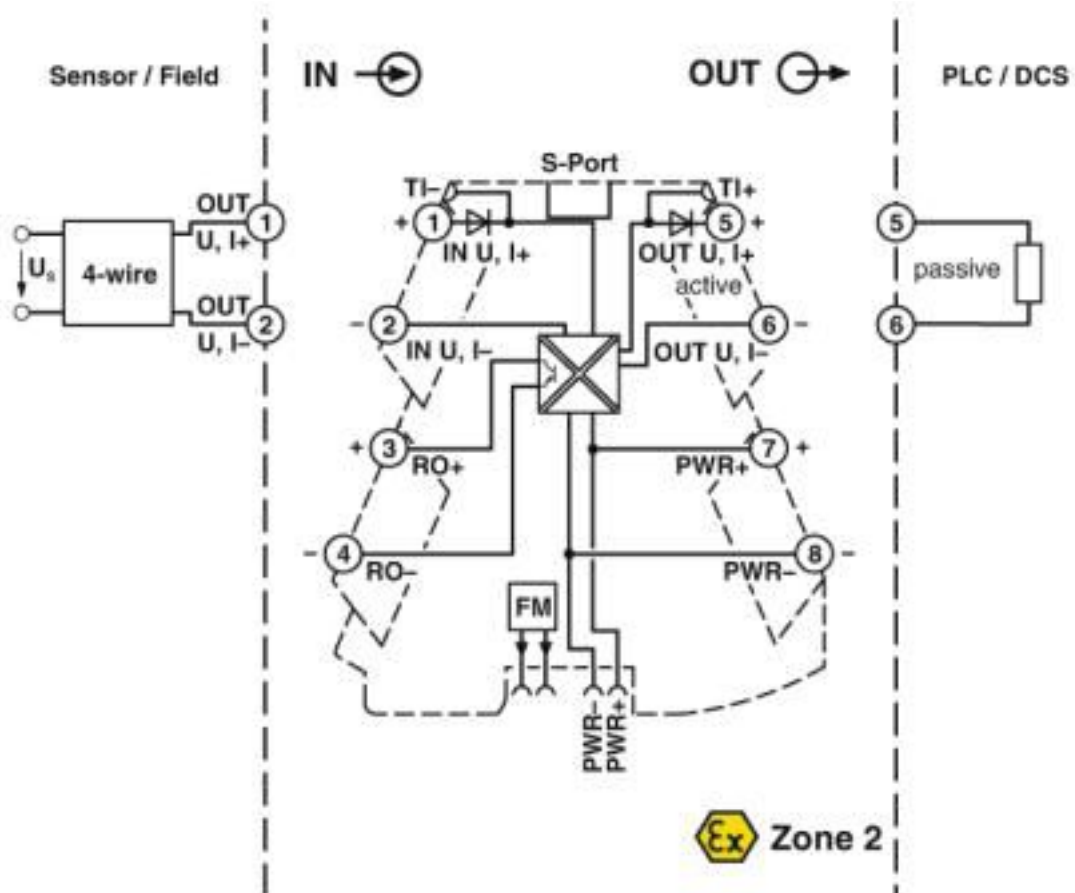 Sensor / Field
IN
OUT
PLC / DCS
S-Port
TI–
TI+
OUT
1
+ 1
5 +
5
U, I+
IN U, I+
OUT U, I+
Us
4-wire
active
passive
OUT
2
– 2
6 –
6
U, I–
IN U, I–
OUT U, I–
+ 3
7 +
RO+
PWR+
– 4
8 –
RO–
PWR–
FM
PWR–
PWR+
Ex Zone 2